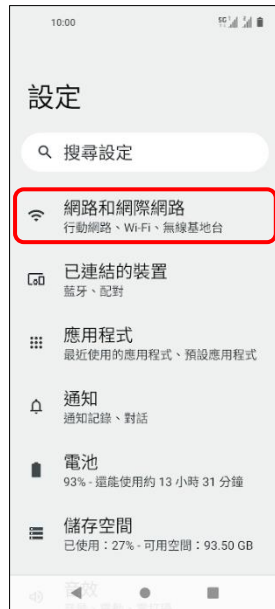 10:00 5G
設定
搜尋設定
網路和網際網路
行動網路、Wi-Fi、無線基地台
已連結的裝置
藍牙、配對
應用程式
最近使用的應用程式、預設應用程式
通知
通知記錄、對話
電池
93% - 還能使用約 13 小時 31 分鐘
儲存空間
已使用：27% - 可用空間：93.50 GB
音效